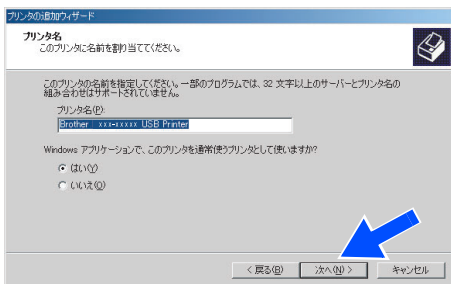 プリンタの追加ウィザード
プリンタ名
このプリンタに名前を割り当ててください。
このプリンタの名前を指定してください。一部のプログラムでは、32 文字以上のサーバーとプリンタ名の
組み合わせはサポートされていません。
プリンタ名(P):
Brother xxx-xxxxx USB Printer
Windows アプリケーションで、このプリンタを通常使うプリンタとして使いますか?
はい(Y)
いいえ(O)
< 戻る(B) 次へ(N) > キャンセル